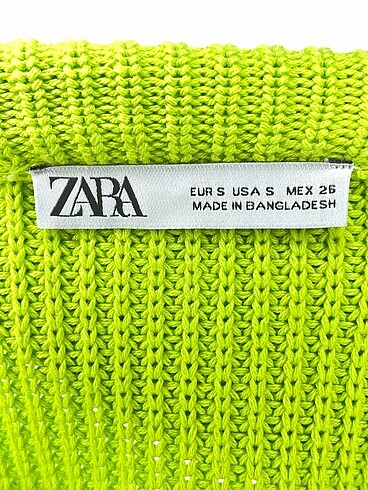 ZARA
EUR S USA S MEX 26
MADE IN BANGLADESH